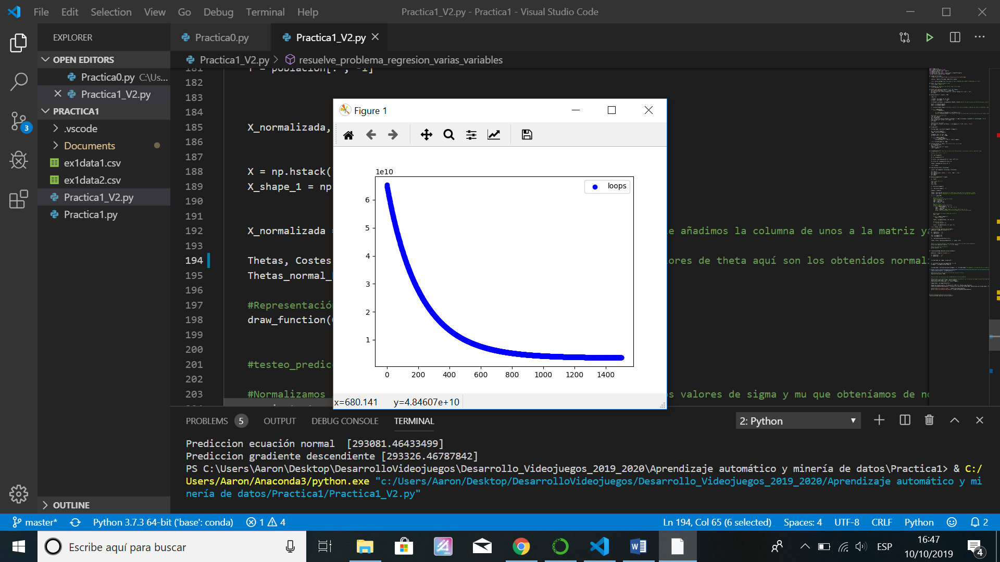 File Edit Selection View Go Debug Terminal Help
Practica1_V2.py - Practica1 - Visual Studio Code
EXPLORER
Practica0.py
Practica1_V2.py
OPEN EDITORS
Practica0.py C:\Us...
Practica1_V2.py
PRACTICA1
.vscode
Documents
ex1data1.csv
ex1data2.csv
Practica1_V2.py
Practica1.py
OUTLINE
3
Practica1_V2.py > resuelve_problema_regresion_varias_variables
182
183
184
185 X_normalizada,
186
187
188 X = np.hstack(
189 X_shape_1 = np
190
191
192 X_normalizada e añadimos la columna de unos a la matriz y
193
194 Thetas, Costes ores de theta aquí son los obtenidos normal
195 Thetas_normal_
196
197 #Representación
198 draw_function(
199
200
201 #testeo_predic
202
203 #Normalizamos s valores de sigma y mu que obteníamos de n
Figure 1
1e10
loops
6
5
4
3
2
1
0 200 400 600 800 1000 1200 1400
x=680.141 y=4.84607e+10
PROBLEMS 5 OUTPUT DEBUG CONSOLE TERMINAL
2: Python
Prediccion ecuación normal [293081.46433499]
Prediccion gradiente descendiente [293326.46787842]
PS C:\Users\Aaron\Desktop\DesarrolloVideojuegos\Desarrollo_Videojuegos_2019_2020\Aprendizaje automático y minería de datos\Practica1> & C:/
Users/Aaron/Anaconda3/python.exe "c:/Users/Aaron/Desktop/DesarrolloVideojuegos/Desarrollo_Videojuegos_2019_2020/Aprendizaje automático y mi
nería de datos/Practica1/Practica1_V2.py"
master* Python 3.7.3 64-bit ('base': conda) 1 4
Ln 194, Col 65 (6 selected) Spaces: 4 UTF-8 CRLF Python 2
Escribe aquí para buscar
ESP
16:47
10/10/2019
4